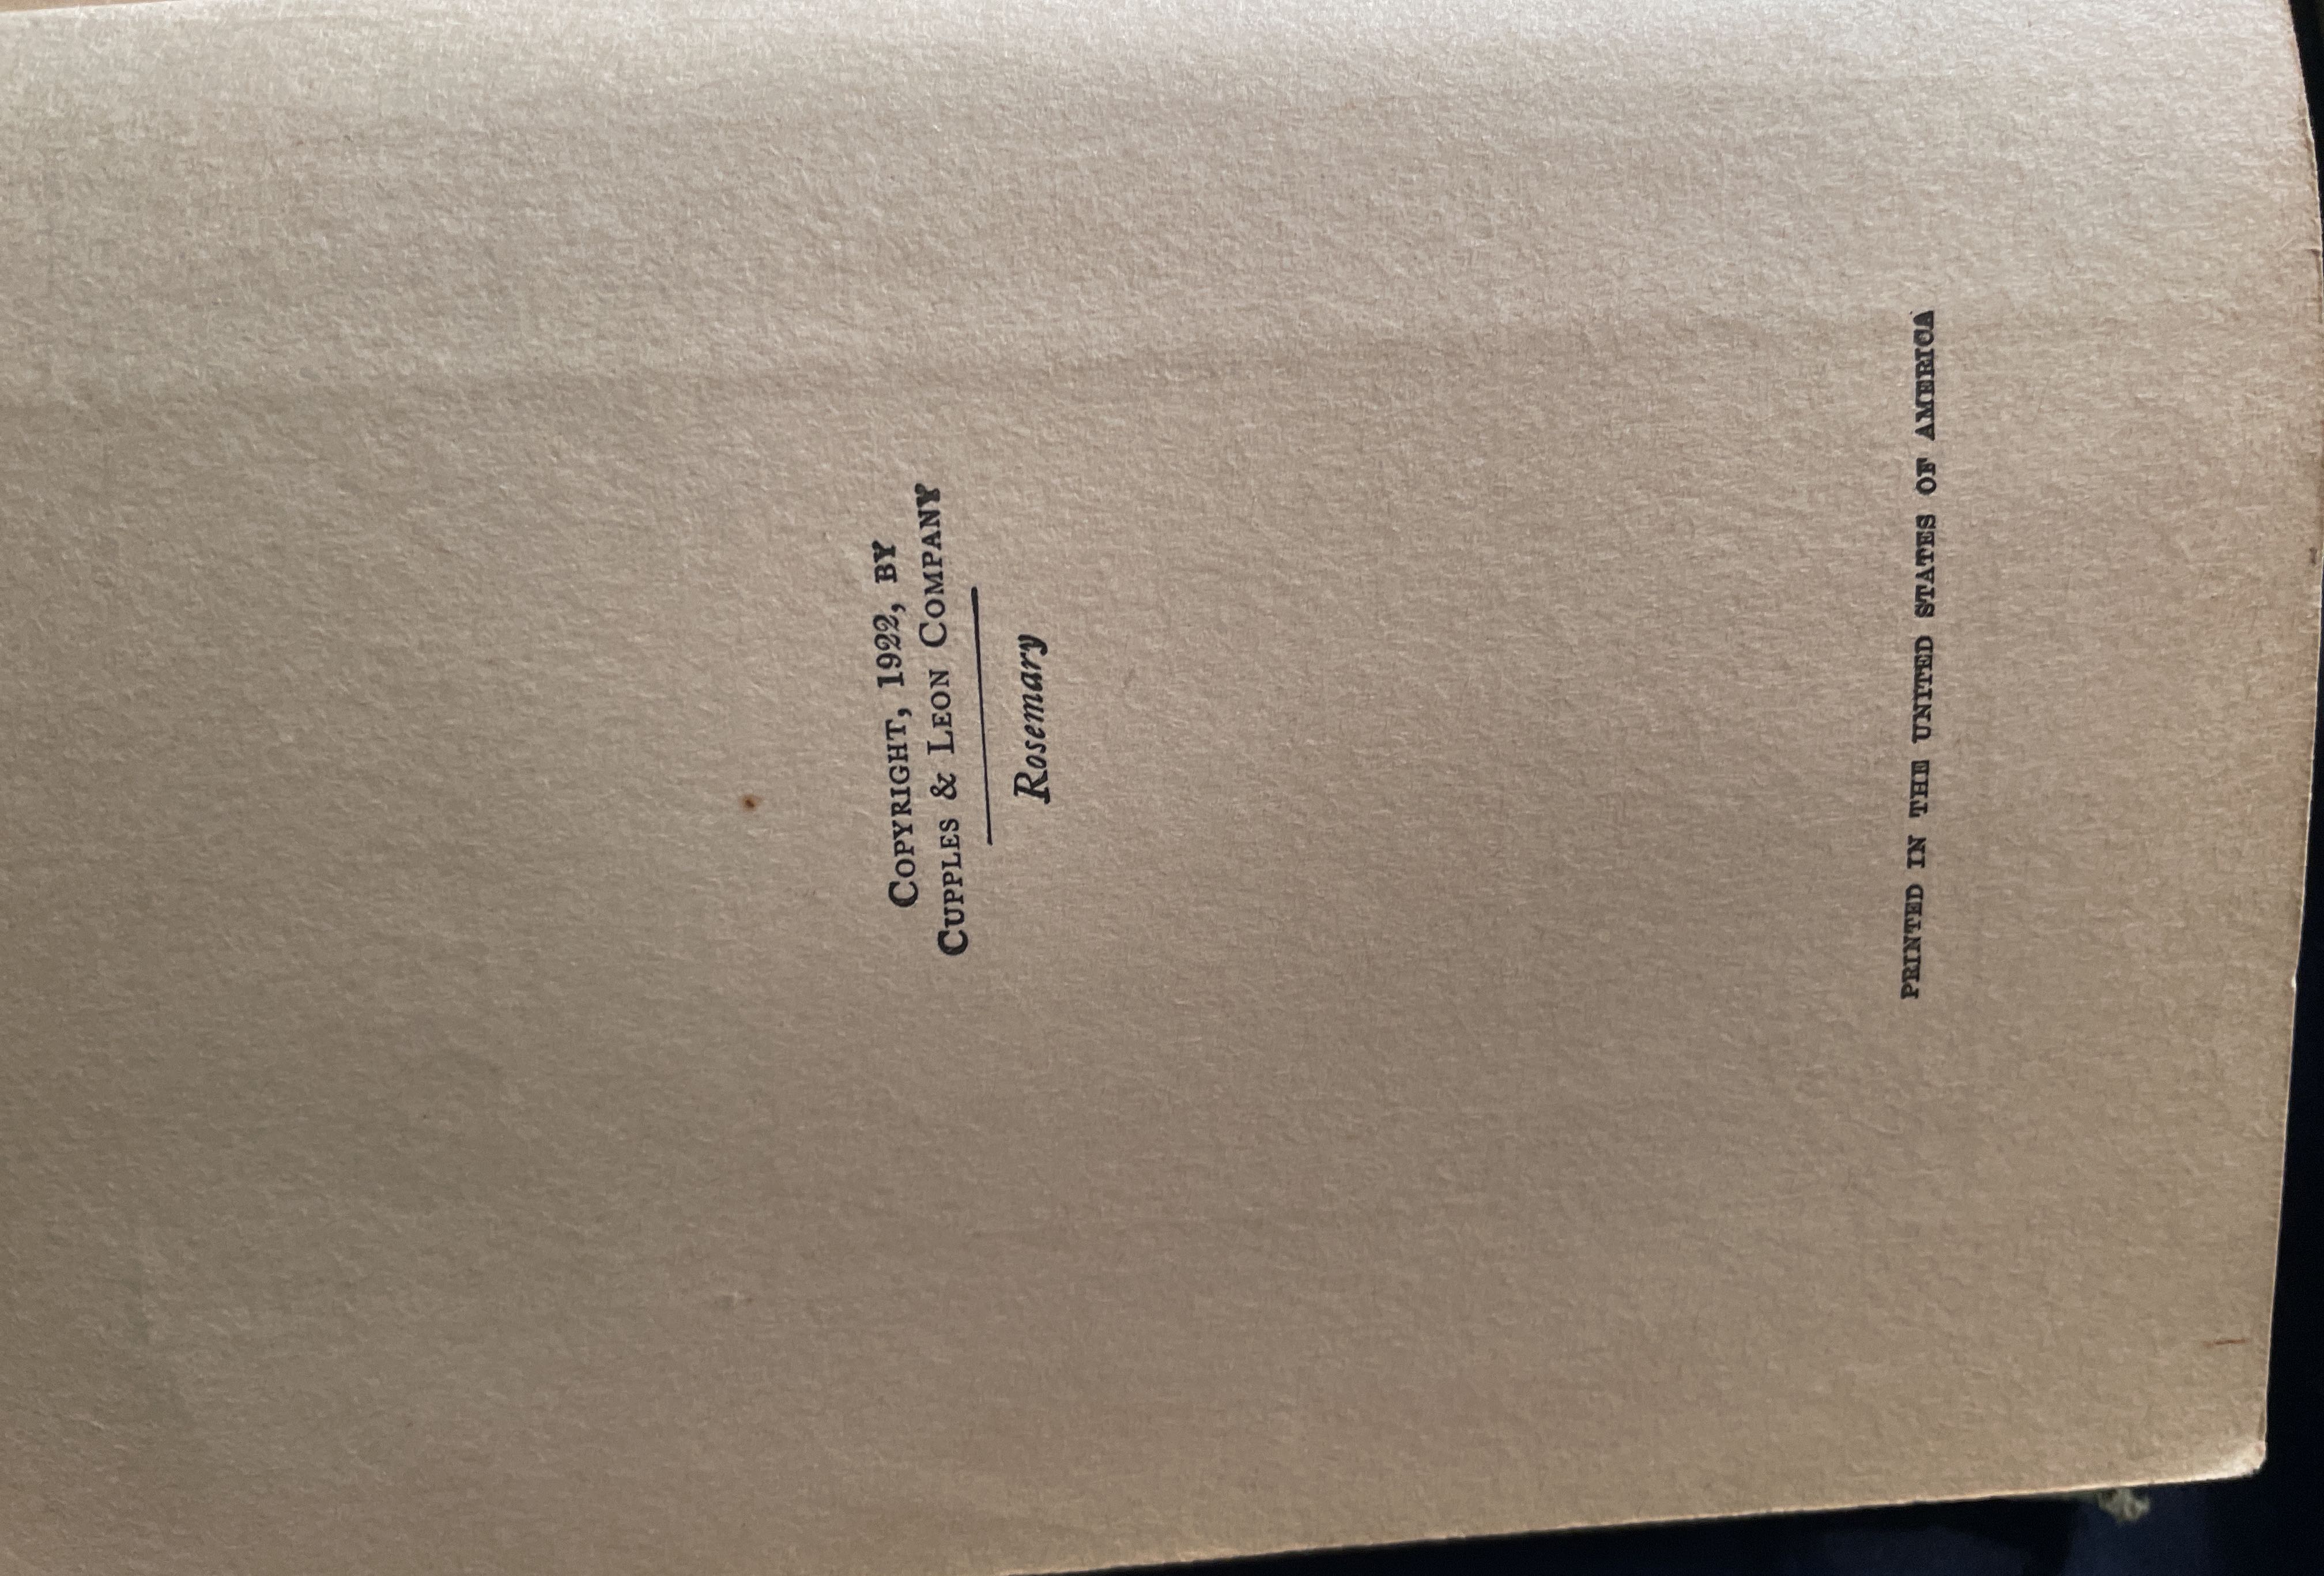 COPYRIGHT, 1922, BY
CUPPLES & LEON COMPANY
Rosemary
PRINTED IN THE UNITED STATES OF AMERICA